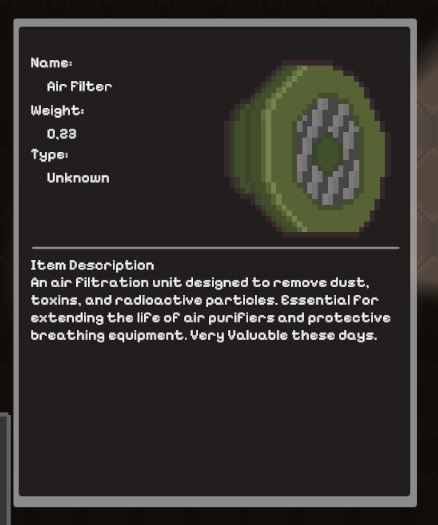 Name:
Air Filter
Weight:
0,23
Type:
Unknown
Item Description
An air filtration unit designed to remove dust,
toxins, and radioactive particles. Essential for
extending the life of air purifiers and protective
breathing equipment. Very Valuable these days.